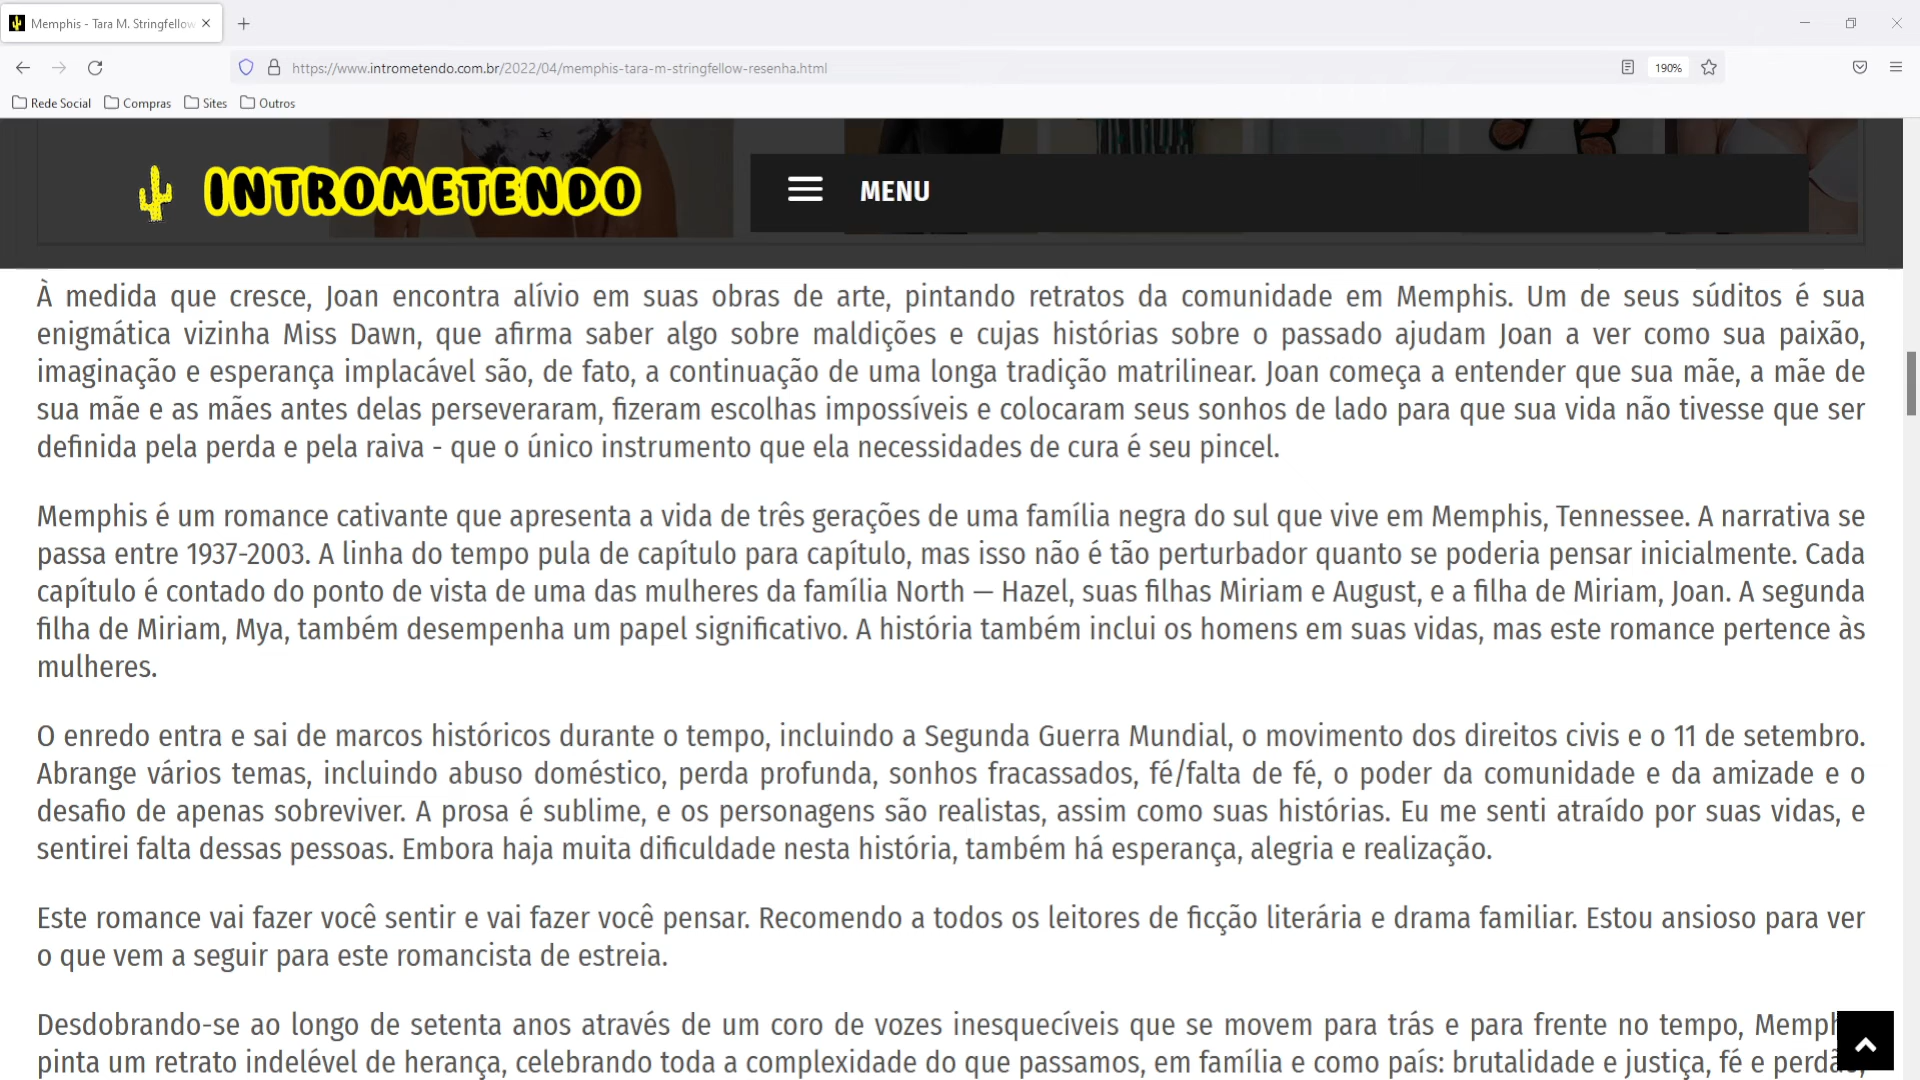 Memphis - Tara M. Stringfellow
https://www.intrometendo.com.br/2022/04/memphis-tara-m-stringfellow-resenha.html
190%
Rede Social
Compras
Sites
Outros
INTROMETENDO
MENU
À medida que cresce, Joan encontra alívio em suas obras de arte, pintando retratos da comunidade em Memphis. Um de seus súditos é sua
enigmática vizinha Miss Dawn, que afirma saber algo sobre maldições e cujas histórias sobre o passado ajudam Joan a ver como sua paixão,
imaginação e esperança implacável são, de fato, a continuação de uma longa tradição matrilinear. Joan começa a entender que sua mãe, a mãe de
sua mãe e as mães antes delas perseveraram, fizeram escolhas impossíveis e colocaram seus sonhos de lado para que sua vida não tivesse que ser
definida pela perda e pela raiva - que o único instrumento que ela necessidades de cura é seu pincel.
Memphis é um romance cativante que apresenta a vida de três gerações de uma família negra do sul que vive em Memphis, Tennessee. A narrativa se
passa entre 1937-2003. A linha do tempo pula de capítulo para capítulo, mas isso não é tão perturbador quanto se poderia pensar inicialmente. Cada
capítulo é contado do ponto de vista de uma das mulheres da família North — Hazel, suas filhas Miriam e August, e a filha de Miriam, Joan. A segunda
filha de Miriam, Mya, também desempenha um papel significativo. A história também inclui os homens em suas vidas, mas este romance pertence às
mulheres.
O enredo entra e sai de marcos históricos durante o tempo, incluindo a Segunda Guerra Mundial, o movimento dos direitos civis e o 11 de setembro.
Abrange vários temas, incluindo abuso doméstico, perda profunda, sonhos fracassados, fé/falta de fé, o poder da comunidade e da amizade e o
desafio de apenas sobreviver. A prosa é sublime, e os personagens são realistas, assim como suas histórias. Eu me senti atraído por suas vidas, e
sentirei falta dessas pessoas. Embora haja muita dificuldade nesta história, também há esperança, alegria e realização.
Este romance vai fazer você sentir e vai fazer você pensar. Recomendo a todos os leitores de ficção literária e drama familiar. Estou ansioso para ver
o que vem a seguir para este romancista de estreia.
Desdobrando-se ao longo de setenta anos através de um coro de vozes inesquecíveis que se movem para trás e para frente no tempo, Memph
pinta um retrato indelével de herança, celebrando toda a complexidade do que passamos, em família e como país: brutalidade e justiça, fé e perdão,